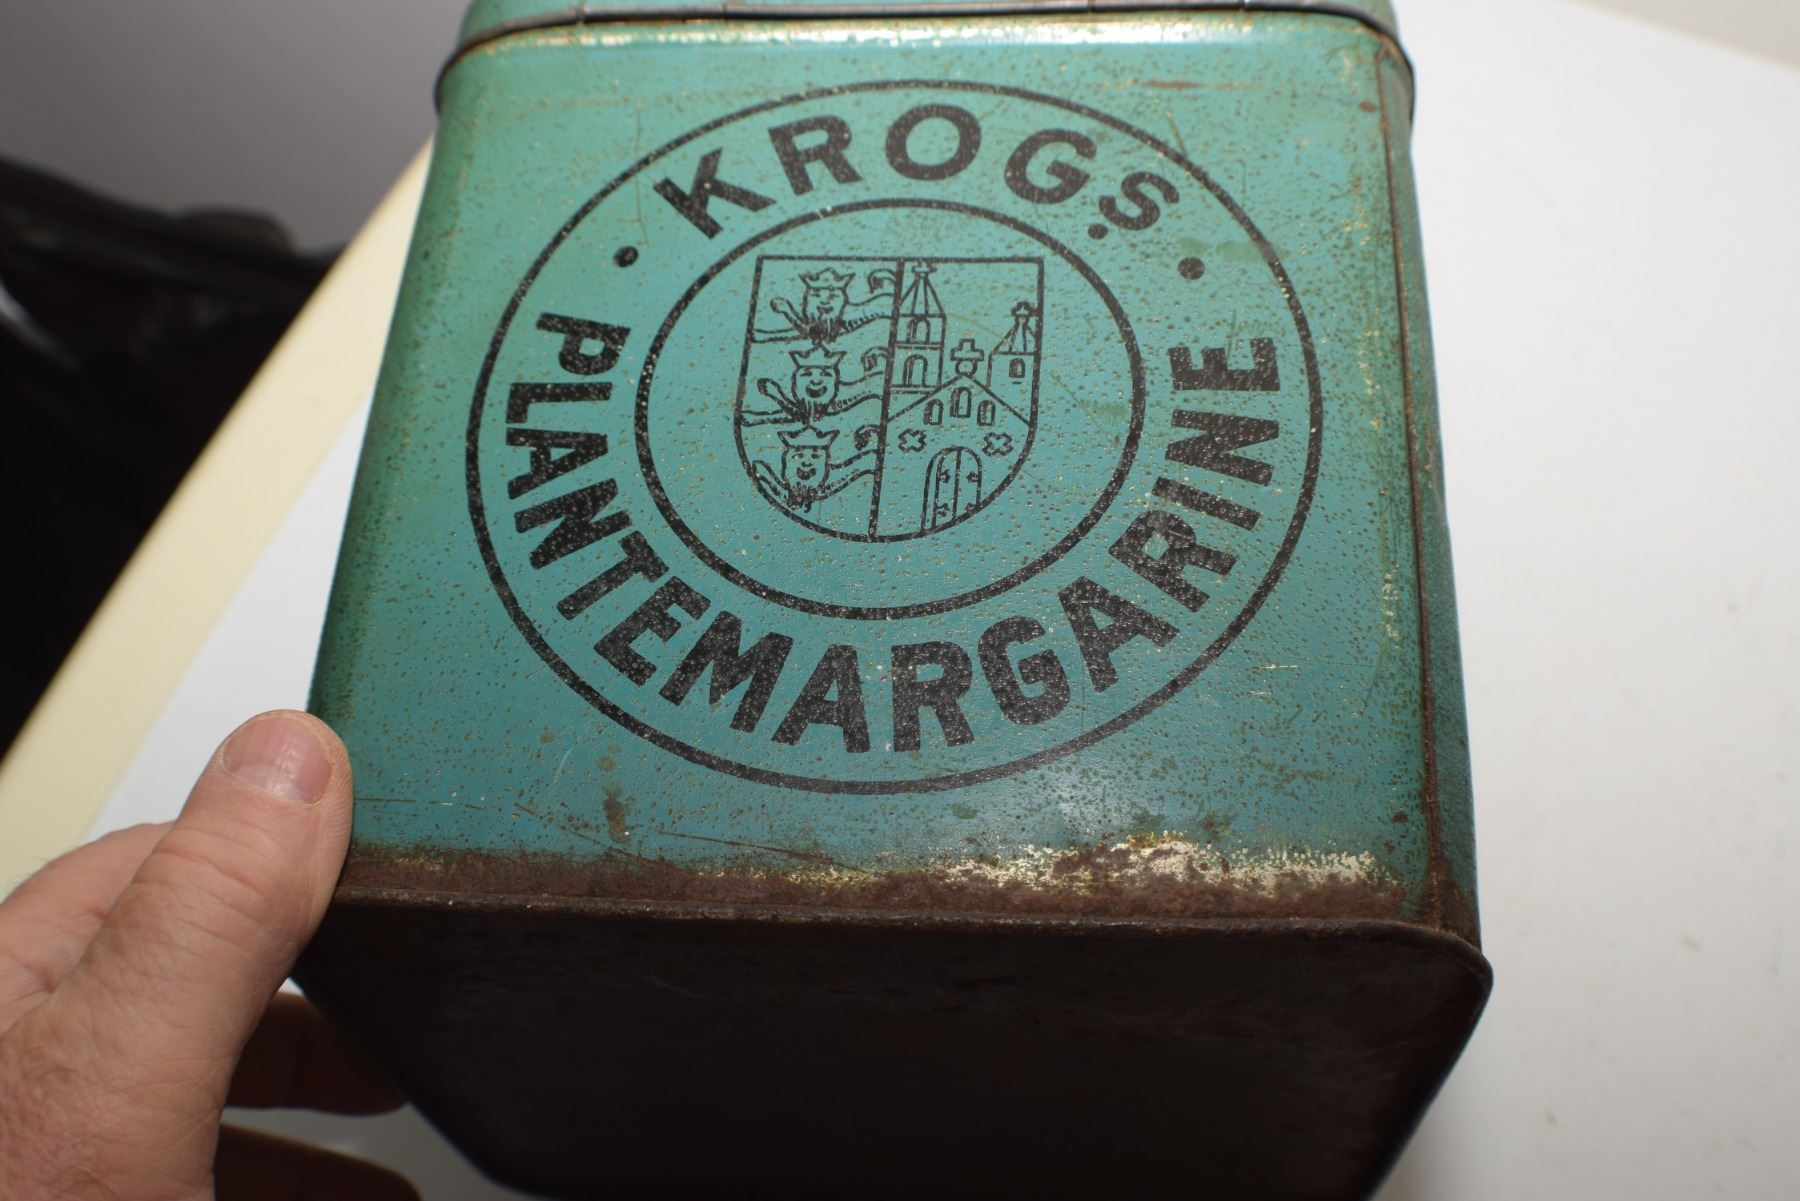 · KROGS. ·
PLANTEMARGARINE